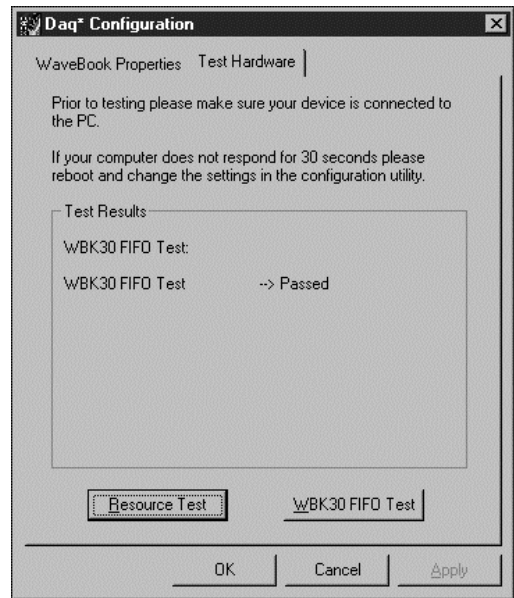 Daq* Configuration
WaveBook Properties Test Hardware
Prior to testing please make sure your device is connected to
the PC.
If your computer does not respond for 30 seconds please
reboot and change the settings in the configuration utility.
Test Results
WBK30 FIFO Test:
WBK30 FIFO Test --> Passed
Resource Test WBK30 FIFO Test
OK Cancel Apply